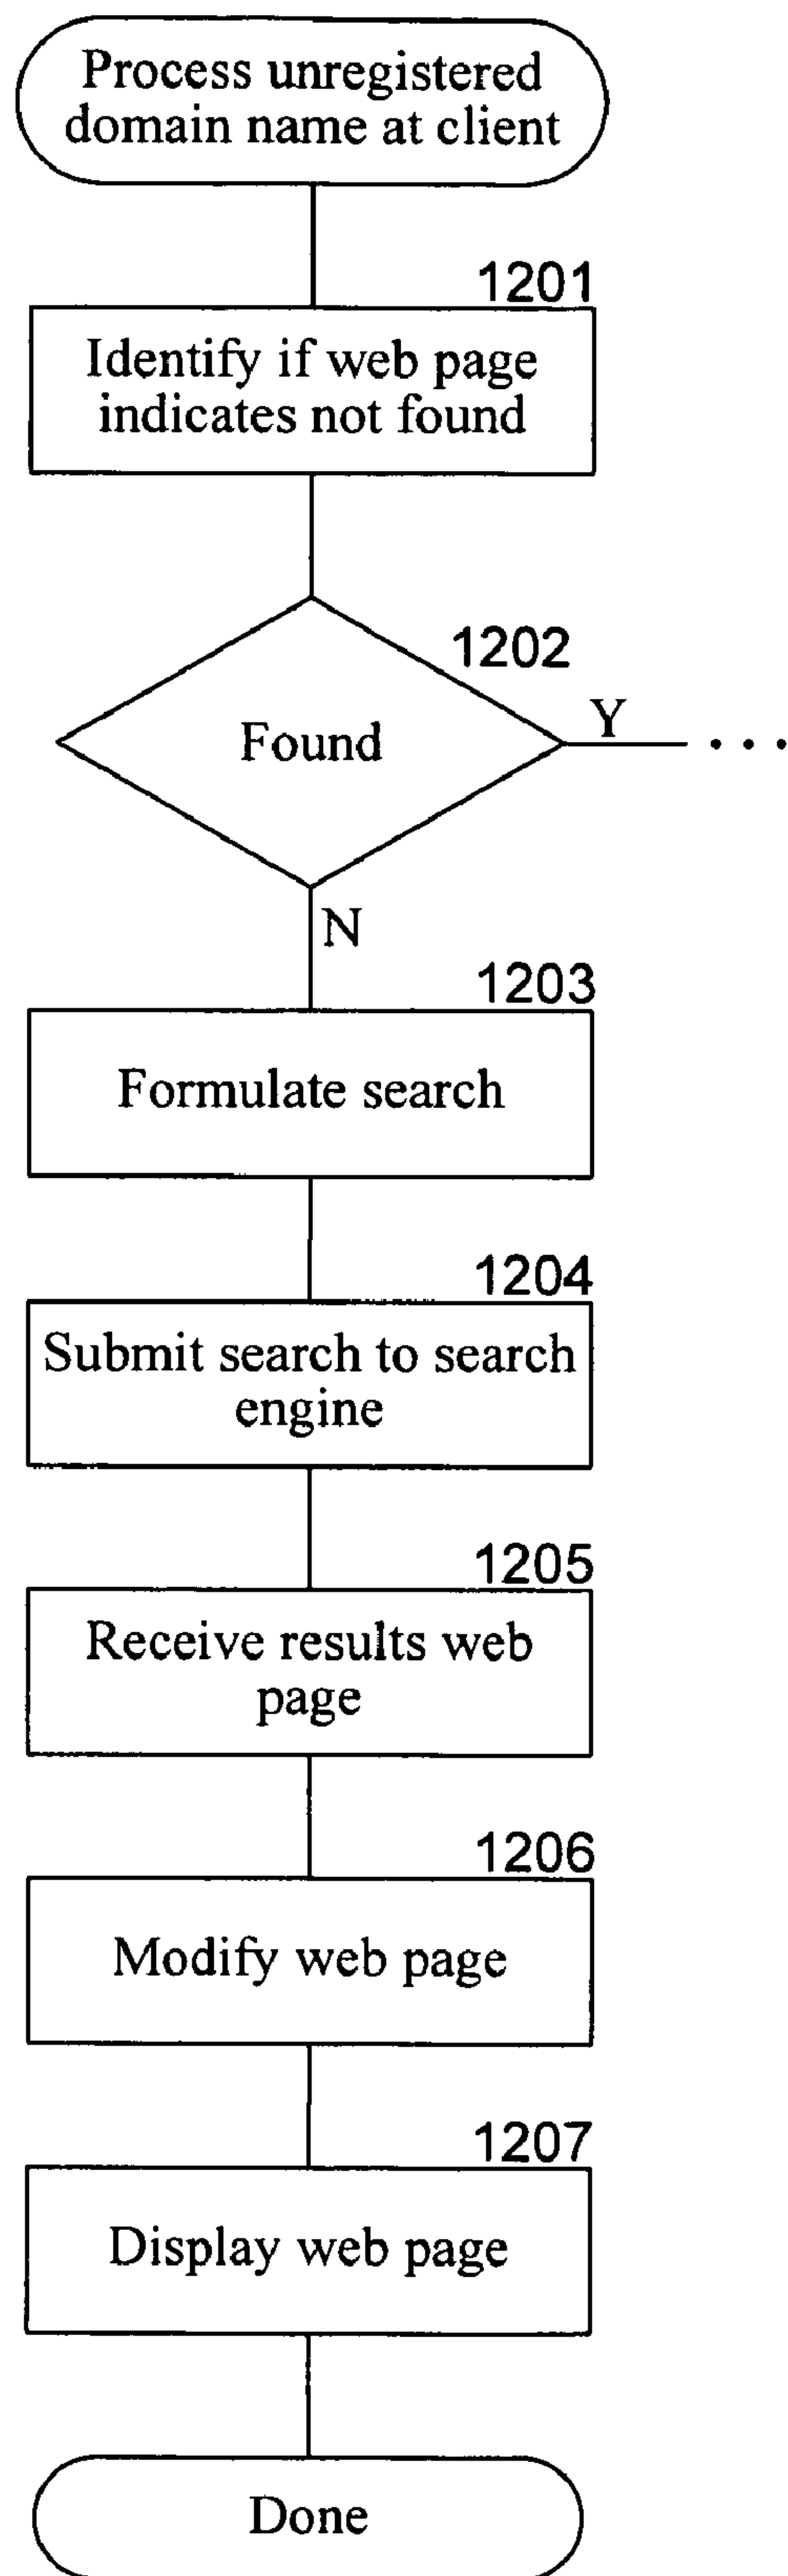 Process unregistered
domain name at client
1201
Identify if web page
indicates not found
1202
Found
Y
...
N
1203
Formulate search
1204
Submit search to search
engine
1205
Receive results web
page
1206
Modify web page
1207
Display web page
Done